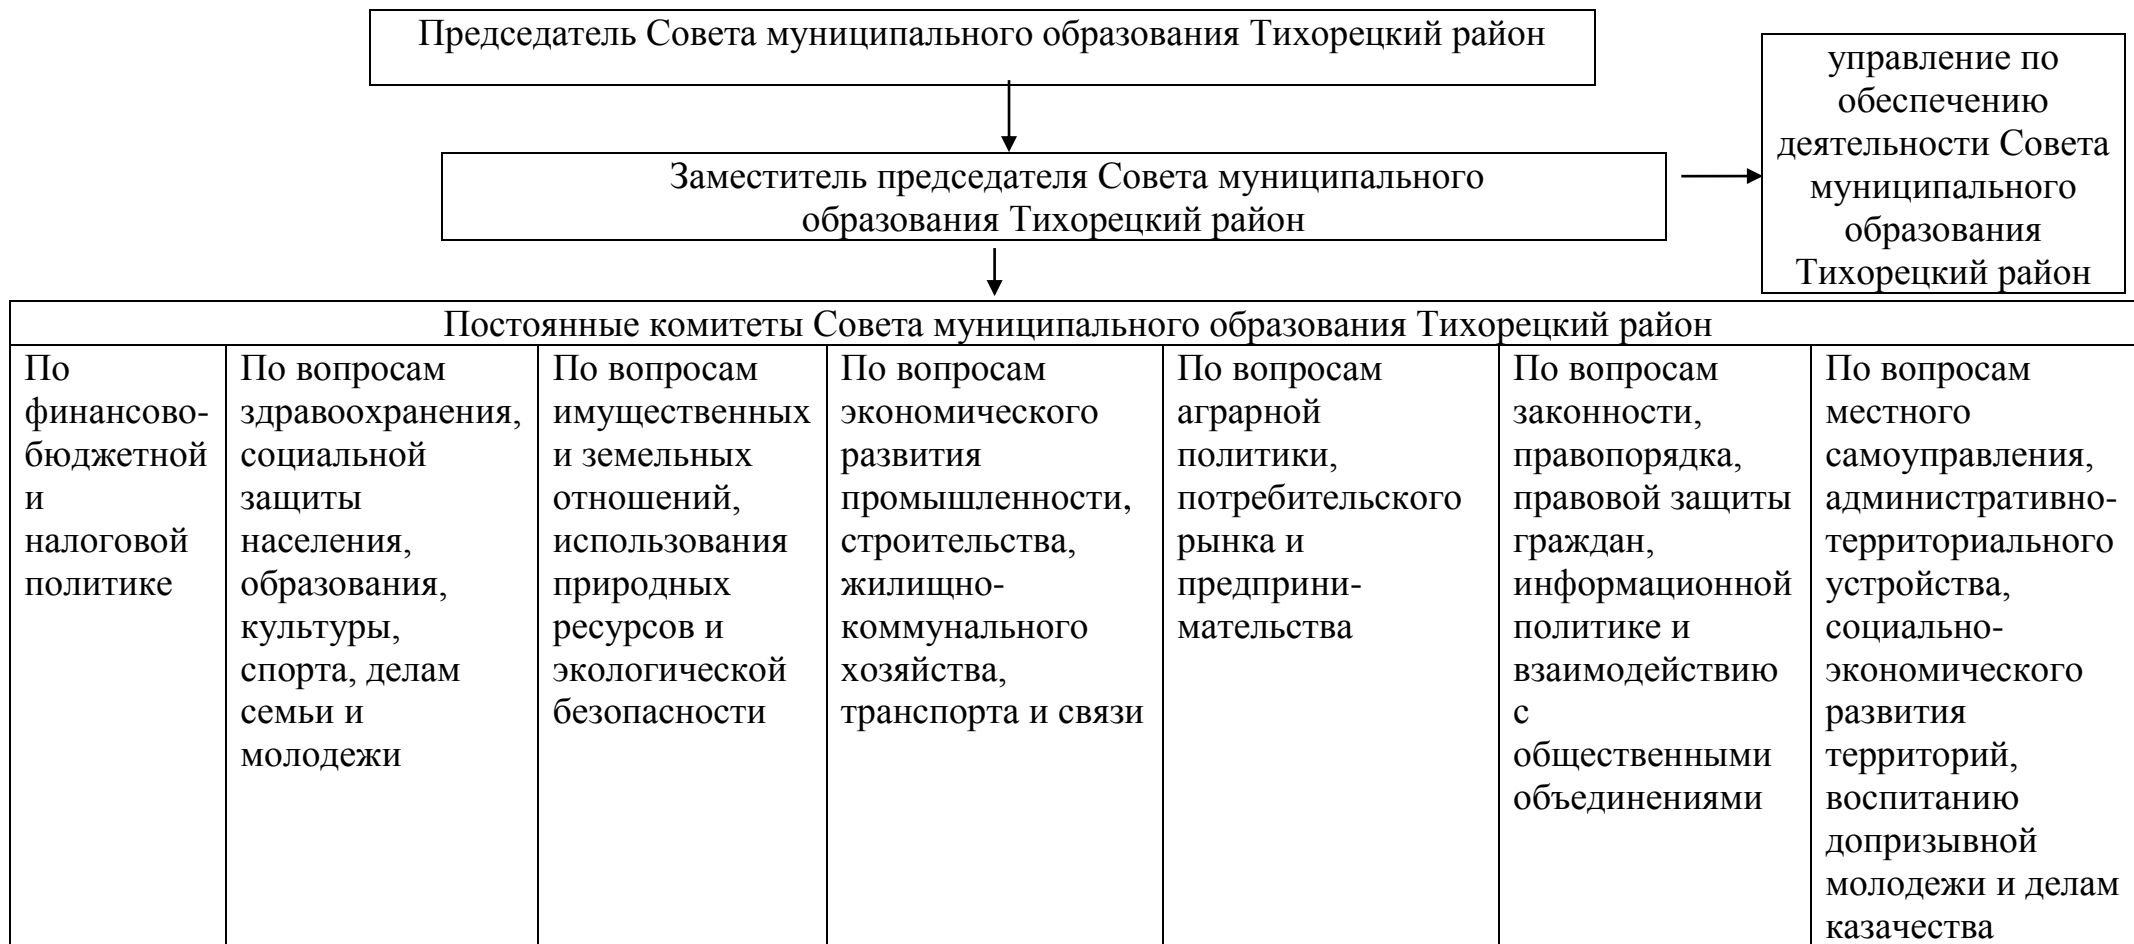 Председатель Совета муниципального образования Тихорецкий район
управление по
обеспечению
деятельности Совета
муниципального
образования
Тихорецкий район
Заместитель председателя Совета муниципального
образования Тихорецкий район
Постоянные комитеты Совета муниципального образования Тихорецкий район
По
финансово-
бюджетной
и
налоговой
политике
По вопросам
здравоохранения,
социальной
защиты
населения,
образования,
культуры,
спорта, делам
семьи и
молодежи
По вопросам
имущественных
и земельных
отношений,
использования
природных
ресурсов и
экологической
безопасности
По вопросам
экономического
развития
промышленности,
строительства,
жилищно-
коммунального
хозяйства,
транспорта и связи
По вопросам
аграрной
политики,
потребительского
рынка и
предприни-
мательства
По вопросам
законности,
правопорядка,
правовой защиты
граждан,
информационной
политике и
взаимодействию
с
общественными
объединениями
По вопросам
местного
самоуправления,
административно-
территориального
устройства,
социально-
экономического
развития
территорий,
воспитанию
допризывной
молодежи и делам
казачества